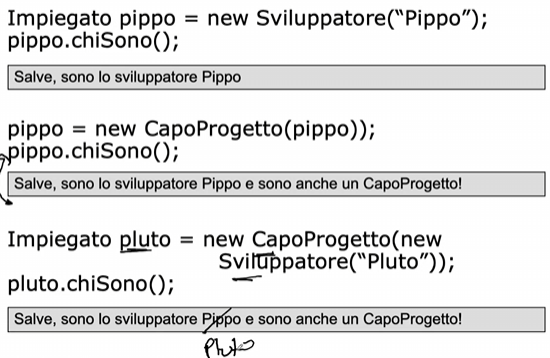 Impiegato pippo = new Sviluppatore(“Pippo”);
pippo.chiSono();
Salve, sono lo sviluppatore Pippo
pippo = new CapoProgetto(pippo));
pippo.chiSono();
Salve, sono lo sviluppatore Pippo e sono anche un CapoProgetto!
Impiegato pluto = new CapoProgetto(new
Sviluppatore(“Pluto”));
pluto.chiSono();
Salve, sono lo sviluppatore Pippo e sono anche un CapoProgetto!
Pluto